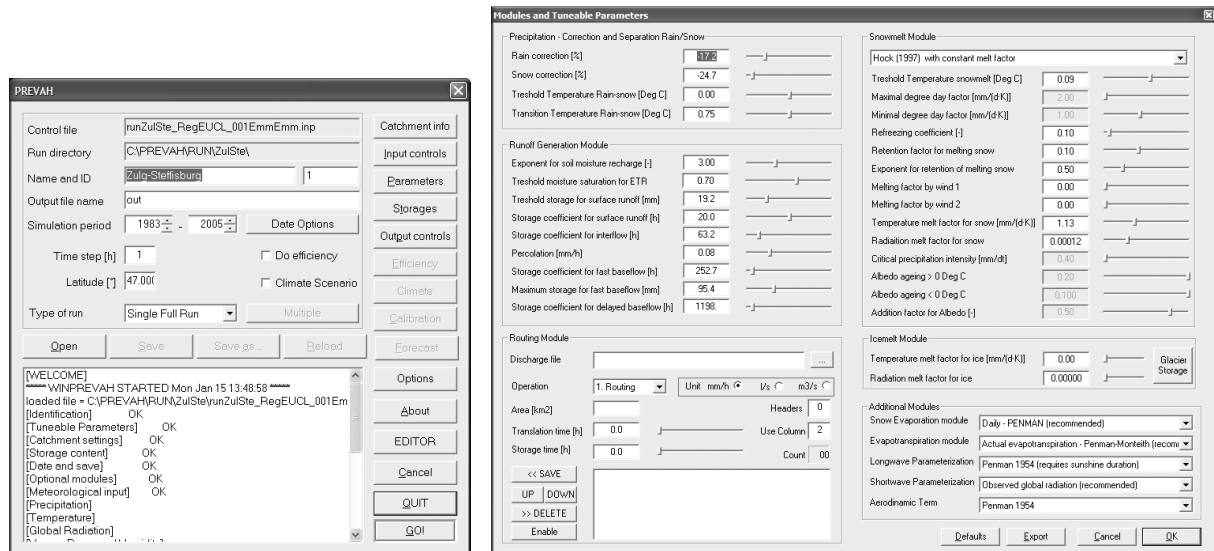 PREVAH
Control file runZulSte_RegEUCL_001EmmEmm.inp Catchment info
Run directory C:\PREVAH\RUN\ZulSte\ Input controls
Name and ID Zulg-Steffisburg 1 Parameters
Output file name out Storages
Simulation period 1983 - 2005 Date Options Output controls
Time step [h] 1 Do efficiency Efficiency
Latitude [°] 47.000 Climate Scenario Climate
Type of run Single Full Run Multiple Calibration
Open Save Save as... Reload Forecast
[WELCOME] Options
***** WINPREVAH STARTED Mon Jan 15 13:48:58 *****
loaded file = C:\PREVAH\RUN\ZulSte\runZulSte_RegEUCL_001Em
[Identification] OK About
[Tuneable Parameters] OK
[Catchment settings] OK EDITOR
[Storage content] OK
[Date and save] OK Cancel
[Optional modules] OK
[Meteorological input] OK QUIT
[Precipitation]
[Temperature]
[Global Radiation] GO!
Modules and Tuneable Parameters
Precipitation - Correction and Separation Rain/Snow
Rain correction [%] -17.2
Snow correction [%] -24.7
Treshold Temperature Rain-snow [Deg C] 0.00
Transition Temperature Rain-snow [Deg C] 0.75
Runoff Generation Module
Exponent for soil moisture recharge [-] 3.00
Treshold moisture saturation for ETR 0.70
Treshold storage for surface runoff [mm] 19.2
Storage coefficient for surface runoff [h] 20.0
Storage coefficient for interflow [h] 63.2
Percolation [mm/h] 0.08
Storage coefficient for fast baseflow [h] 252.7
Maximum storage for fast baseflow [mm] 95.4
Storage coefficient for delayed baseflow [h] 1198.
Routing Module
Discharge file ...
Operation 1. Routing Unit mm/h l/s m3/s
Area [km2] Headers 0
Translation time [h] 0.0 Use Column 2
Storage time [h] 0.0 Count 00
<< SAVE
UP DOWN
>> DELETE
Enable
Snowmelt Module
Hock (1997) with constant melt factor
Treshold Temperature snowmelt [Deg C] 0.09
Maximal degree day factor [mm/(d·K)] 2.00
Minimal degree day factor [mm/(d·K)] 1.00
Refreezing coefficient [-] 0.10
Retention factor for melting snow 0.10
Exponent for retention of melting snow 0.50
Melting factor by wind 1 0.00
Melting factor by wind 2 0.00
Temperature melt factor for snow [mm/(d·K)] 1.13
Radiation melt factor for snow 0.00012
Critical precipitation intensity [mm/dt] 0.40
Albedo ageing > 0 Deg C 0.20
Albedo ageing < 0 Deg C 0.100
Addition factor for Albedo [-] 0.50
Icemelt Module
Temperature melt factor for ice [mm/(d·K)] 0.00 Glacier Storage
Radiation melt factor for ice 0.00000
Additional Modules
Snow Evaporation module Daily - PENMAN (recommended)
Evapotranspiration module Actual evapotranspiration - Penman-Monteith (recom
Longwave Parameterization Penman 1954 (requires sunshine duration)
Shortwave Parameterization Observed global radiation (recommended)
Aerodinamic Term Penman 1954
Defaults Export Cancel OK